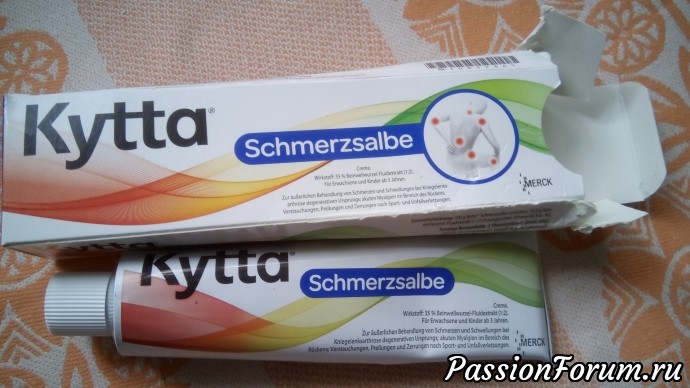 Kytta®
Schmerzsalbe
Creme
Wirkstoff: 35 % Beinwellwurzel-Fluidextrakt (1:2).
Für Erwachsene und Kinder ab 3 Jahren.
Zur äußerlichen Behandlung von Schmerzen und Schwellungen bei Kniegelenks-
arthrose degenerativen Ursprungs; akuten Myalgien im Bereich des Rückens;
Verstauchungen, Prellungen und Zerrungen nach Sport- und Unfallverletzungen.
MERCK
Kytta®
Schmerzsalbe
Creme.
Wirkstoff: 35 % Beinwellwurzel-Fluidextrakt (1:2).
Für Erwachsene und Kinder ab 3 Jahren.
Zur äußerlichen Behandlung von Schmerzen und Schwellungen bei
Kniegelenksarthrose degenerativen Ursprungs; akuten Myalgien im Bereich des
Rückens; Verstauchungen, Prellungen und Zerrungen nach Sport- und Unfallverletzungen.
MERCK
PassionForum.ru